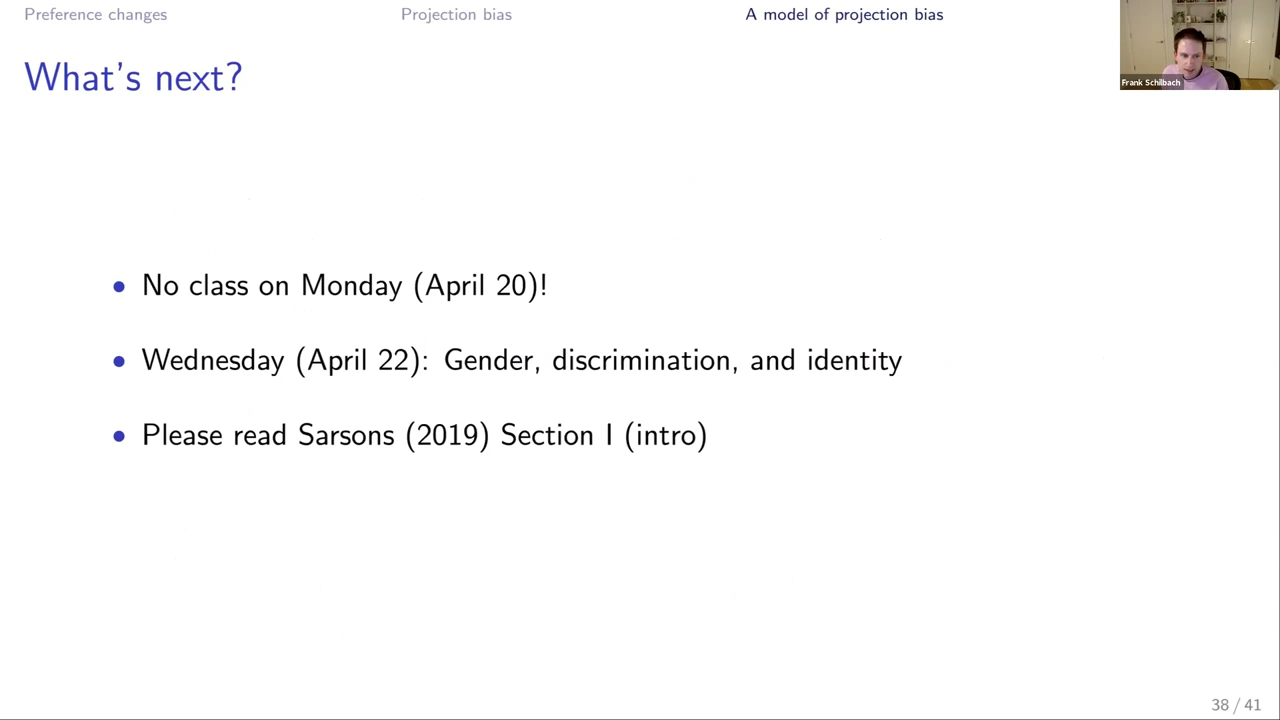 Preference changes Projection bias A model of projection bias
Frank Schilbach
What's next?
• No class on Monday (April 20)!
• Wednesday (April 22): Gender, discrimination, and identity
• Please read Sarsons (2019) Section I (intro)
38 / 41